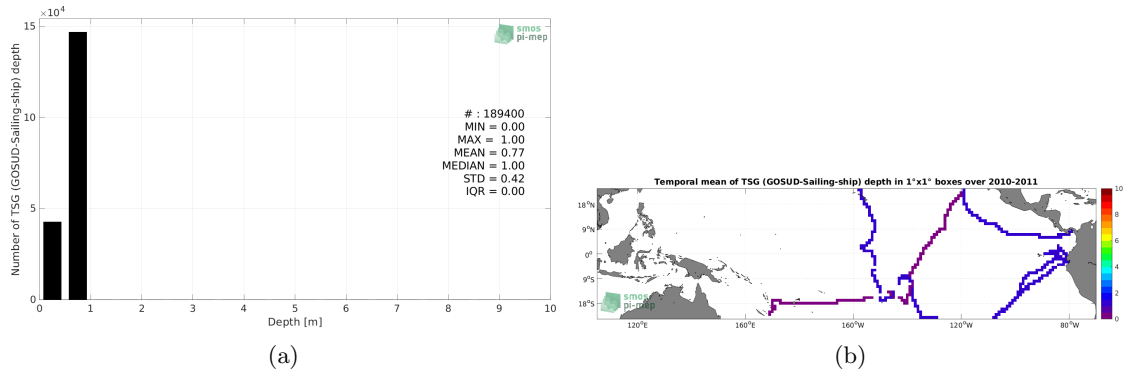 ×10⁴
15
10
5
0
Number of TSG (GOSUD-Sailing-ship) depth
smos
pi-mep
# : 189400
MIN = 0.00
MAX = 1.00
MEAN = 0.77
MEDIAN = 1.00
STD = 0.42
IQR = 0.00
0 1 2 3 4 5 6 7 8 9 10
Depth [m]
(a)
Temporal mean of TSG (GOSUD-Sailing-ship) depth in 1°x1° boxes over 2010-2011
18°N
9°N
0°
9°S
18°S
smos
pi-mep
120°E 160°E 160°W 120°W 80°W
10
8
6
4
2
0
(b)